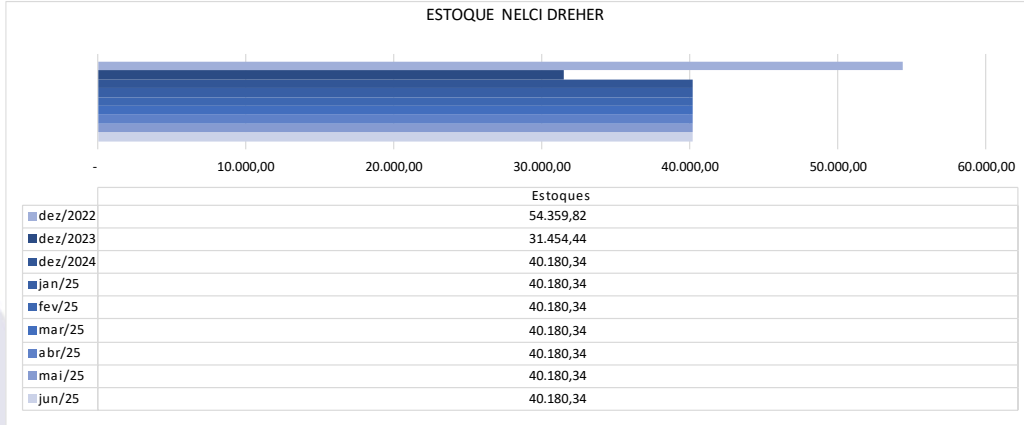 ESTOQUE NELCI DREHER
- 10.000,00 20.000,00 30.000,00 40.000,00 50.000,00 60.000,00
Estoques
dez/2022 54.359,82
dez/2023 31.454,44
dez/2024 40.180,34
jan/25 40.180,34
fev/25 40.180,34
mar/25 40.180,34
abr/25 40.180,34
mai/25 40.180,34
jun/25 40.180,34